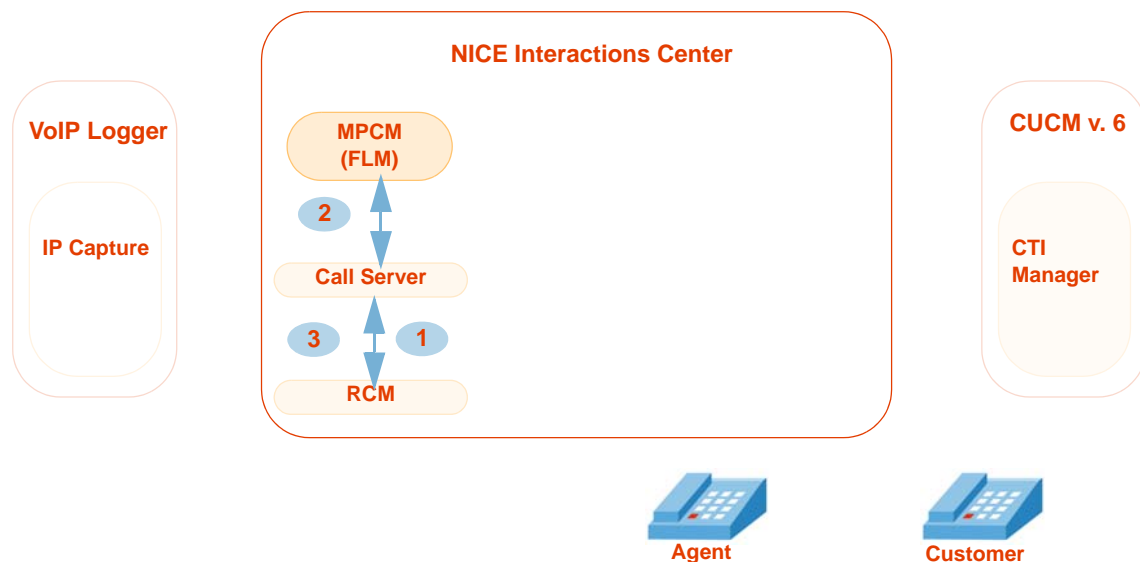 NICE Interactions Center
VoIP Logger
IP Capture
MPCM
(FLM)
2
Call Server
3
1
RCM
CUCM v. 6
CTI
Manager
Agent
Customer